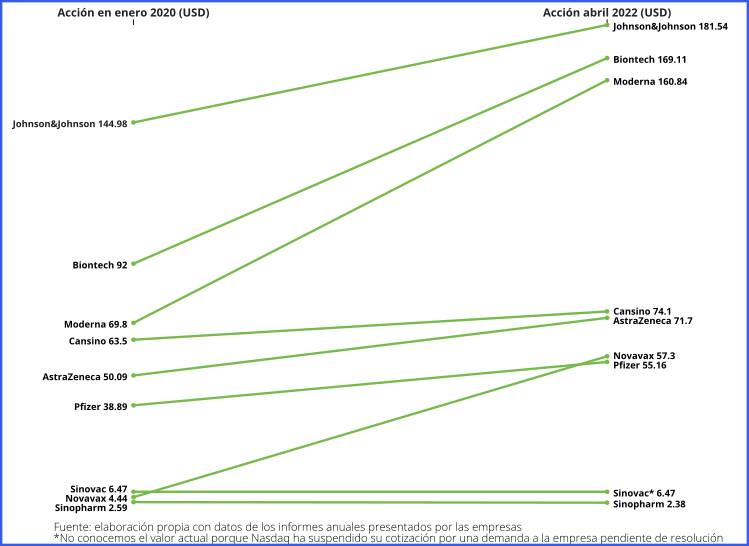 Acción en enero 2020 (USD)
Acción abril 2022 (USD)
Johnson&Johnson 181.54
Biontech 169.11
Moderna 160.84
Johnson&Johnson 144.98
Biontech 92
Moderna 69.8
Cansino 63.5
Cansino 74.1
AstraZeneca 71.7
AstraZeneca 50.09
Novavax 57.3
Pfizer 55.16
Pfizer 38.89
Sinovac 6.47
Novavax 4.44
Sinopharm 2.59
Sinovac* 6.47
Sinopharm 2.38
Fuente: elaboración propia con datos de los informes anuales presentados por las empresas
*No conocemos el valor actual porque Nasdaq ha suspendido su cotización por una demanda a la empresa pendiente de resolución